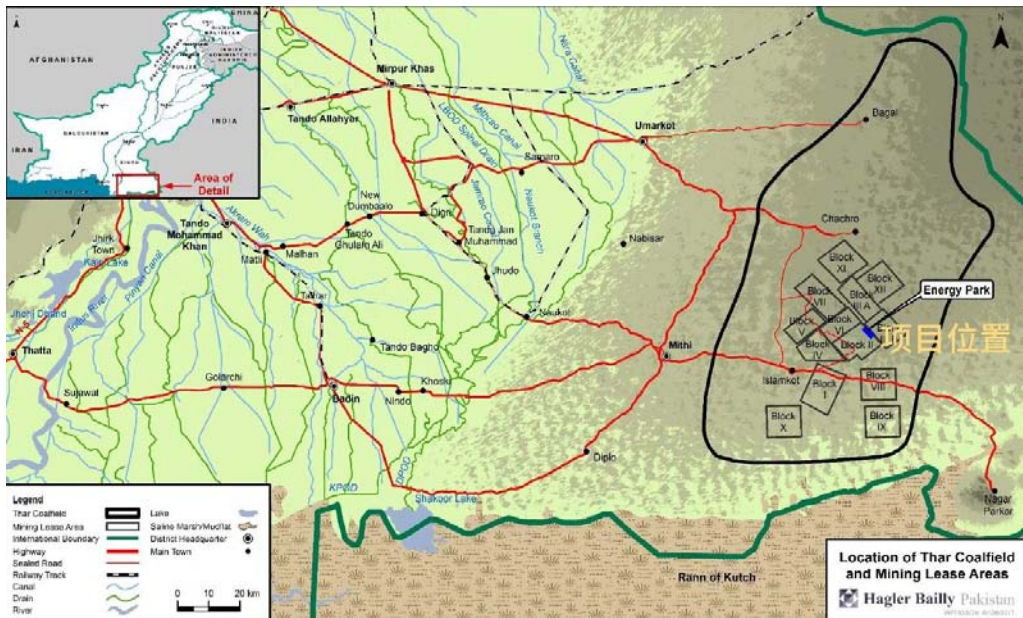 CHINA
AFGHANISTAN
PUNJAB
BALOCHISTAN
IRAN
INDIA
SINDH
Area of
Detail
N
Mirpur Khas
Tando Allahyar
Nara Canal
Mithrao Canal
LBOD Spinal Drain
Umarkot
Samaro
Bagal
New
Dumbaalo
Digri
Jamrao Canal
Naukot Branch
Tando
Mohammad
Khan
Akram Wah
Tando
Ghulam Ali
Tando Jan
Muhammad
Nabisar
Chachro
Jhirk
Town
Pinyari Canal
Matli
Malhan
Jhudo
Block
XI
Block
XII
Block
VII
Block
III A
Energy Park
Indus River
Talhar
Naukot
Block
V
Block
VI
项目位置
N-5
Thatta
Tando Bagho
Mithi
Block
IV
Block II
Islamkot
Golarchi
Khoski
Block
I
Block
VIII
Sujawal
Badin
Nindo
Block
X
Block
IX
Diplo
KPOD
DPOD
Shakoor Lake
Nagar
Parker
Legend
Thar Coalfield
Lake
Mining Lease Area
Saline Marsh/Mudflat
International Boundary
District Headquarter
Highway
Main Town
Sealed Road
Railway Track
Canal
Drain
River
0 10 20 km
Rann of Kutch
Location of Thar Coalfield
and Mining Lease Areas
Hagler Bailly Pakistan